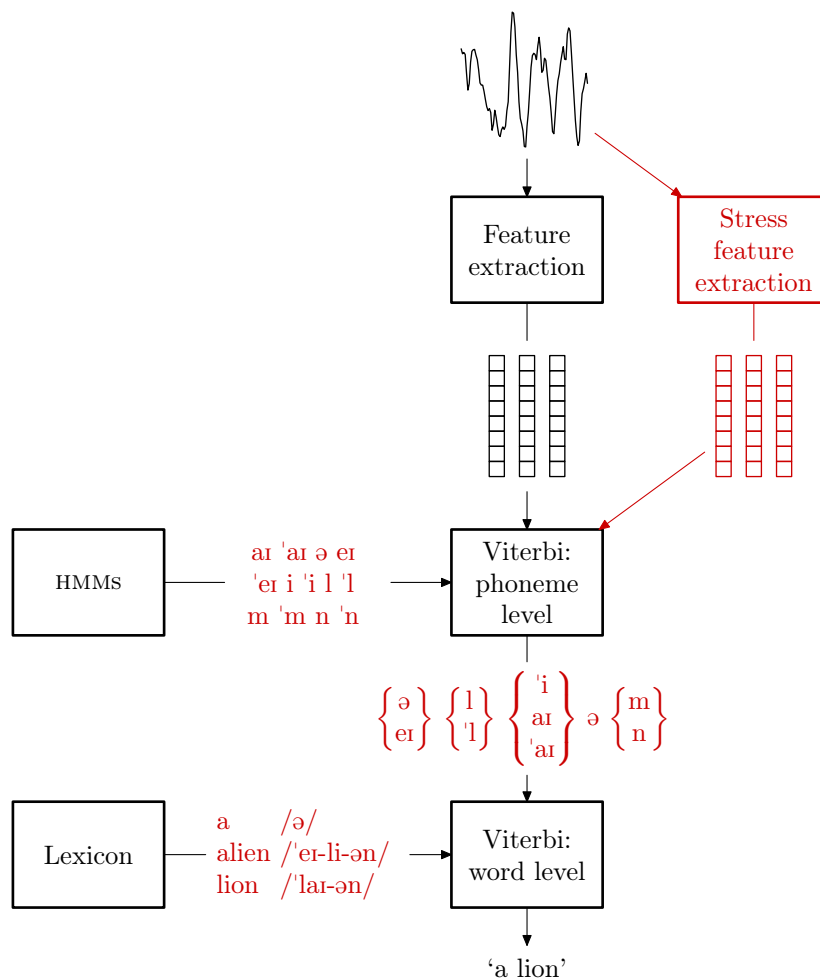 Feature
extraction
Stress
feature
extraction
HMMs
aɪ ˈaɪ ə eɪ
ˈeɪ i ˈi l ˈl
m ˈm n ˈn
Viterbi:
phoneme
level
{ə eɪ} {l ˈl} {ˈi aɪ ˈaɪ} ə {m n}
Lexicon
a /ə/
alien /ˈeɪ-li-ən/
lion /ˈlaɪ-ən/
Viterbi:
word level
‘a lion’